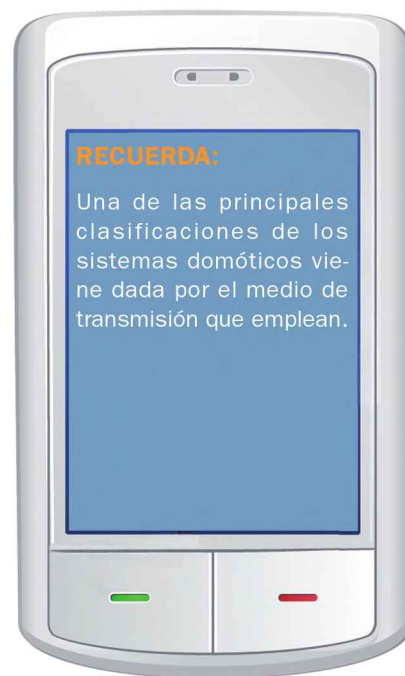 RECUERDA:
Una de las principales
clasificaciones de los
sistemas domóticos vie-
ne dada por el medio de
transmisión que emplean.